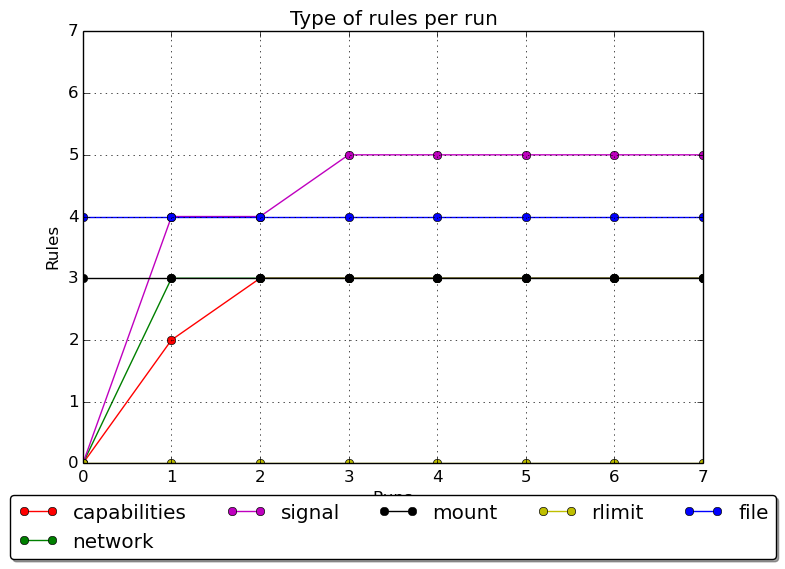 Type of rules per run
7
6
5
4
3
2
1
0
Rules
0 1 2 3 4 5 6 7
Runs
capabilities signal mount rlimit file
network